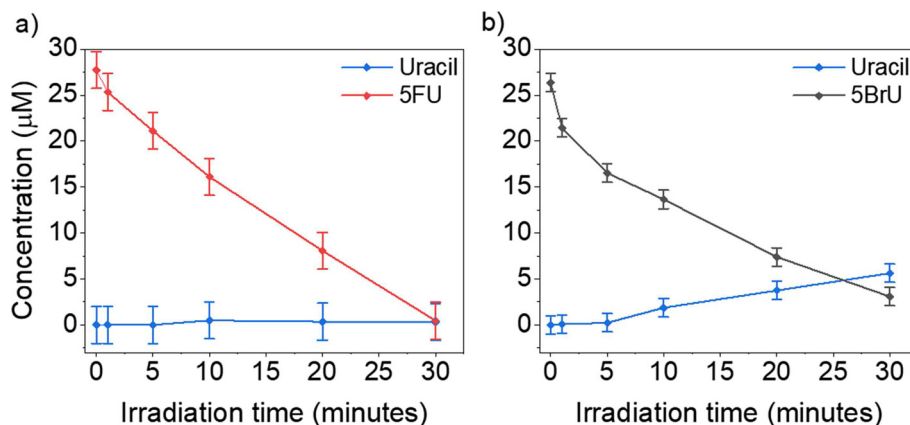 a)
Uracil
5FU
Concentration (μM)
30
25
20
15
10
5
0
0 5 10 15 20 25 30
Irradiation time (minutes)
b)
Uracil
5BrU
30
25
20
15
10
5
0
0 5 10 15 20 25 30
Irradiation time (minutes)